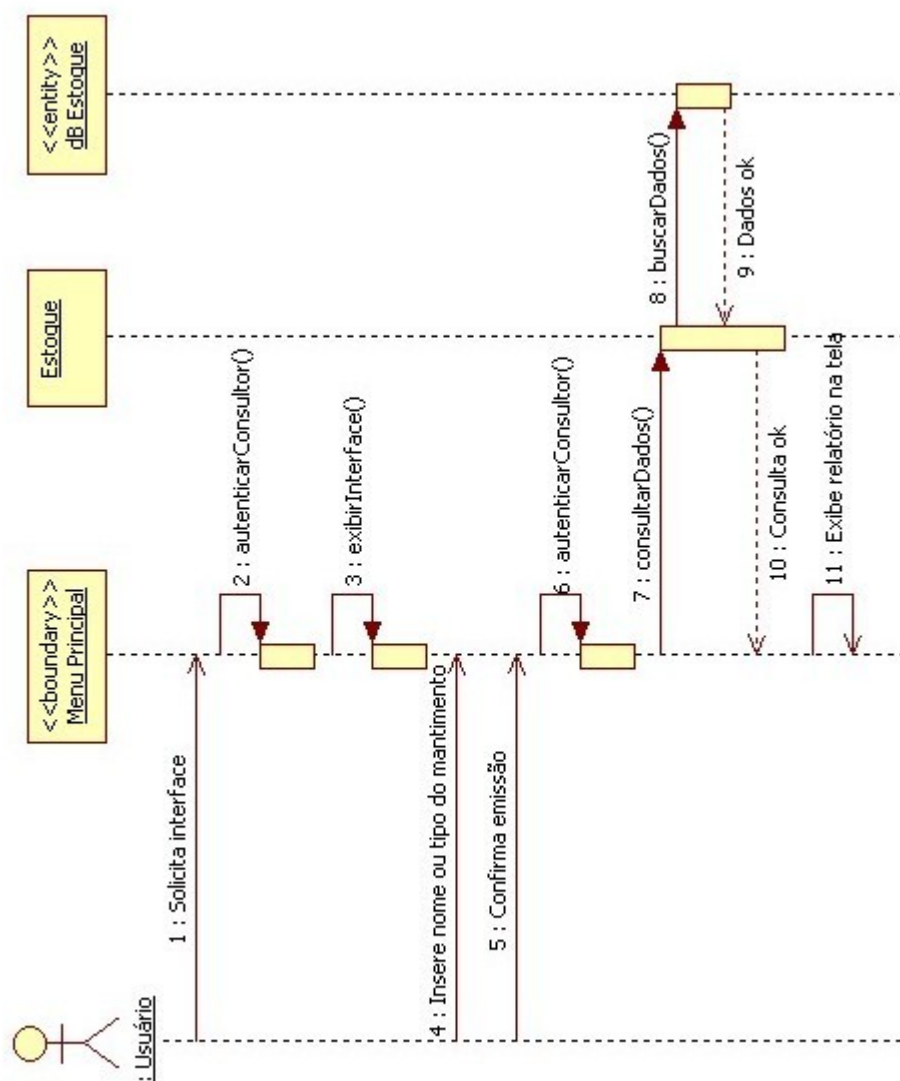 : Usuário
<<boundary>>
Menu Principal
Estoque
<<entity>>
dB Estoque
1 : Solicita interface
2 : autenticarConsultor()
3 : exibirInterface()
4 : Insere nome ou tipo do mantimento
5 : Confirma emissão
6 : autenticarConsultor()
7 : consultarDados()
8 : buscarDados()
9 : Dados ok
10 : Consulta ok
11 : Exibe relatório na tela